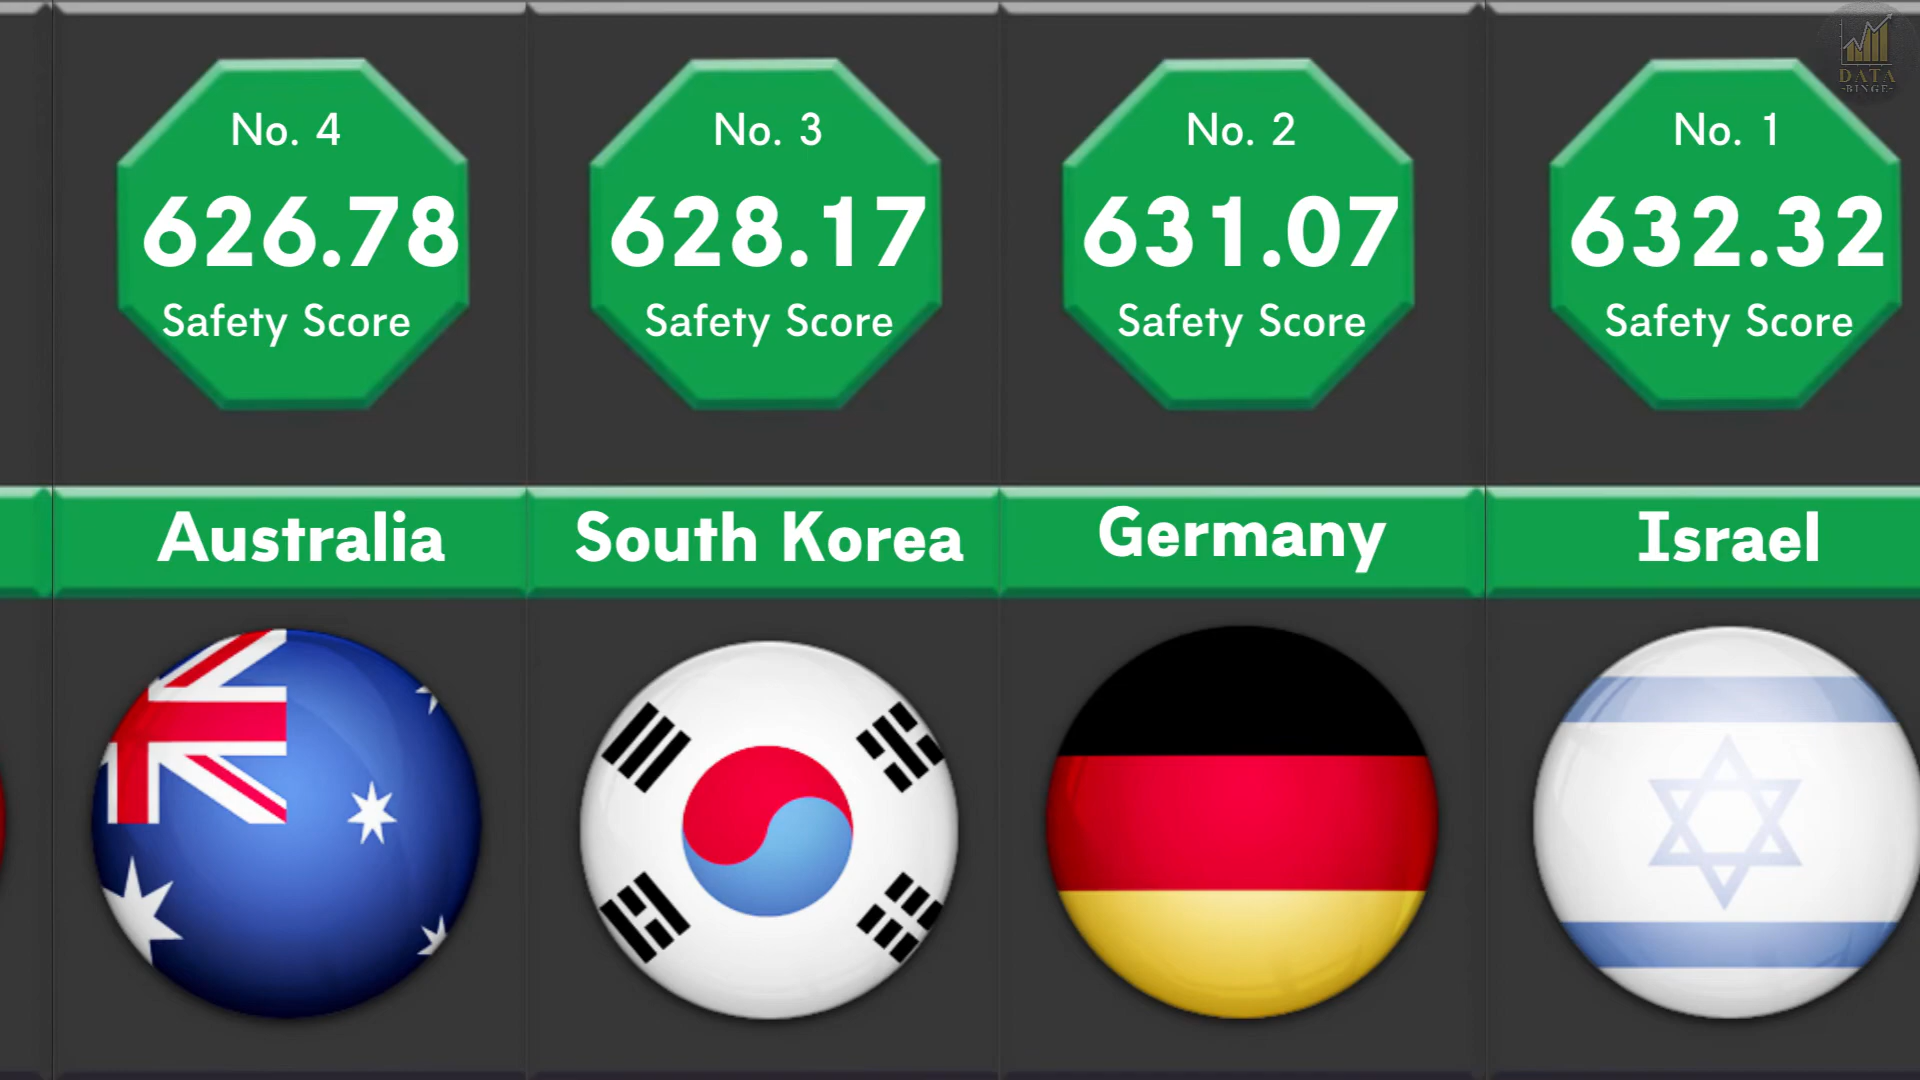 No. 4
626.78
Safety Score
Australia
No. 3
628.17
Safety Score
South Korea
No. 2
631.07
Safety Score
Germany
No. 1
632.32
Safety Score
Israel
DATA
-BINGE-